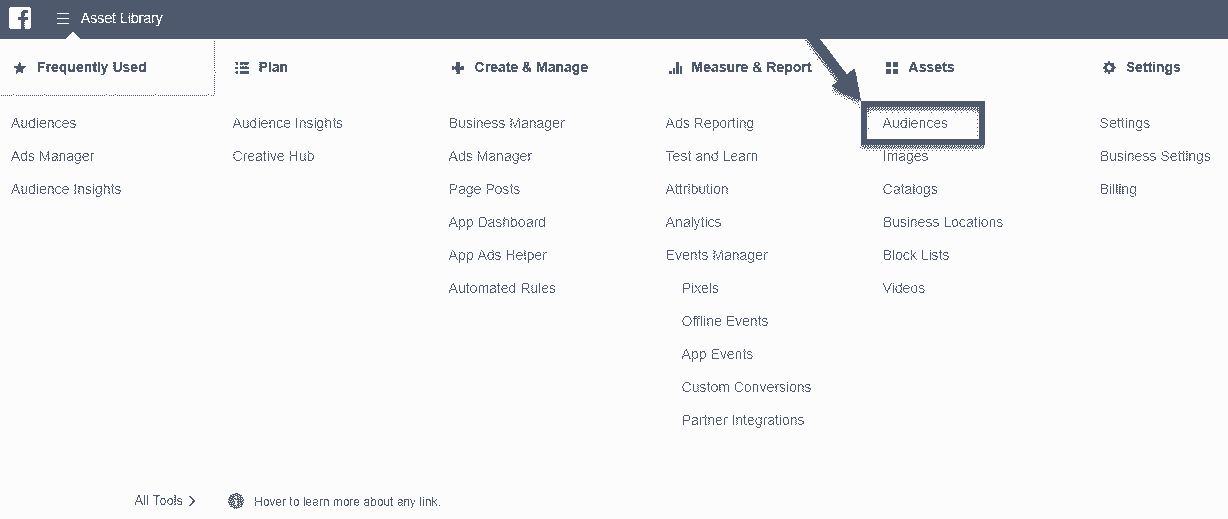 Asset Library
Frequently Used
Audiences
Ads Manager
Audience Insights
Plan
Audience Insights
Creative Hub
Create & Manage
Business Manager
Ads Manager
Page Posts
App Dashboard
App Ads Helper
Automated Rules
Measure & Report
Ads Reporting
Test and Learn
Attribution
Analytics
Events Manager
Pixels
Offline Events
App Events
Custom Conversions
Partner Integrations
Assets
Audiences
Images
Catalogs
Business Locations
Block Lists
Videos
Settings
Settings
Business Settings
Billing
All Tools
Hover to learn more about any link.